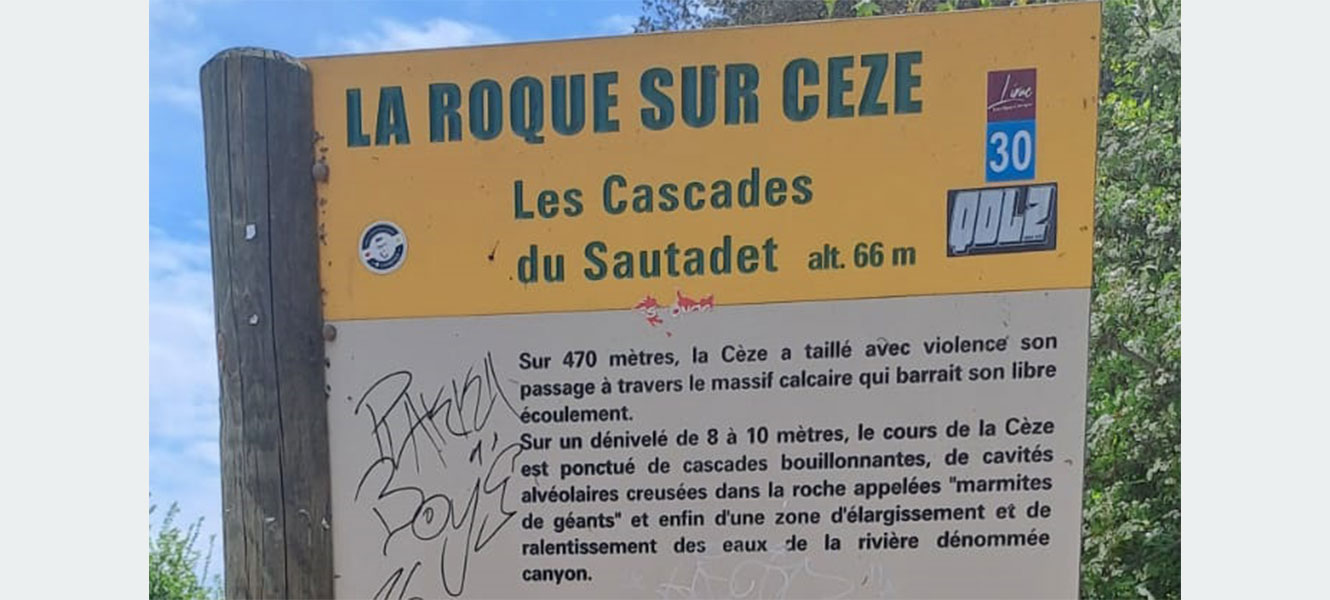 LA ROQUE SUR CEZE
Les Cascades
du Sautadet alt. 66 m
30
QOLZ
Sur 470 mètres, la Cèze a taillé avec violence son
passage à travers le massif calcaire qui barrait son libre
écoulement.
Sur un dénivelé de 8 à 10 mètres, le cours de la Cèze
est ponctué de cascades bouillonnantes, de cavités
alvéolaires creusées dans la roche appelées "marmites
de géants" et enfin d'une zone d'élargissement et de
ralentissement des eaux de la rivière dénommée
canyon.